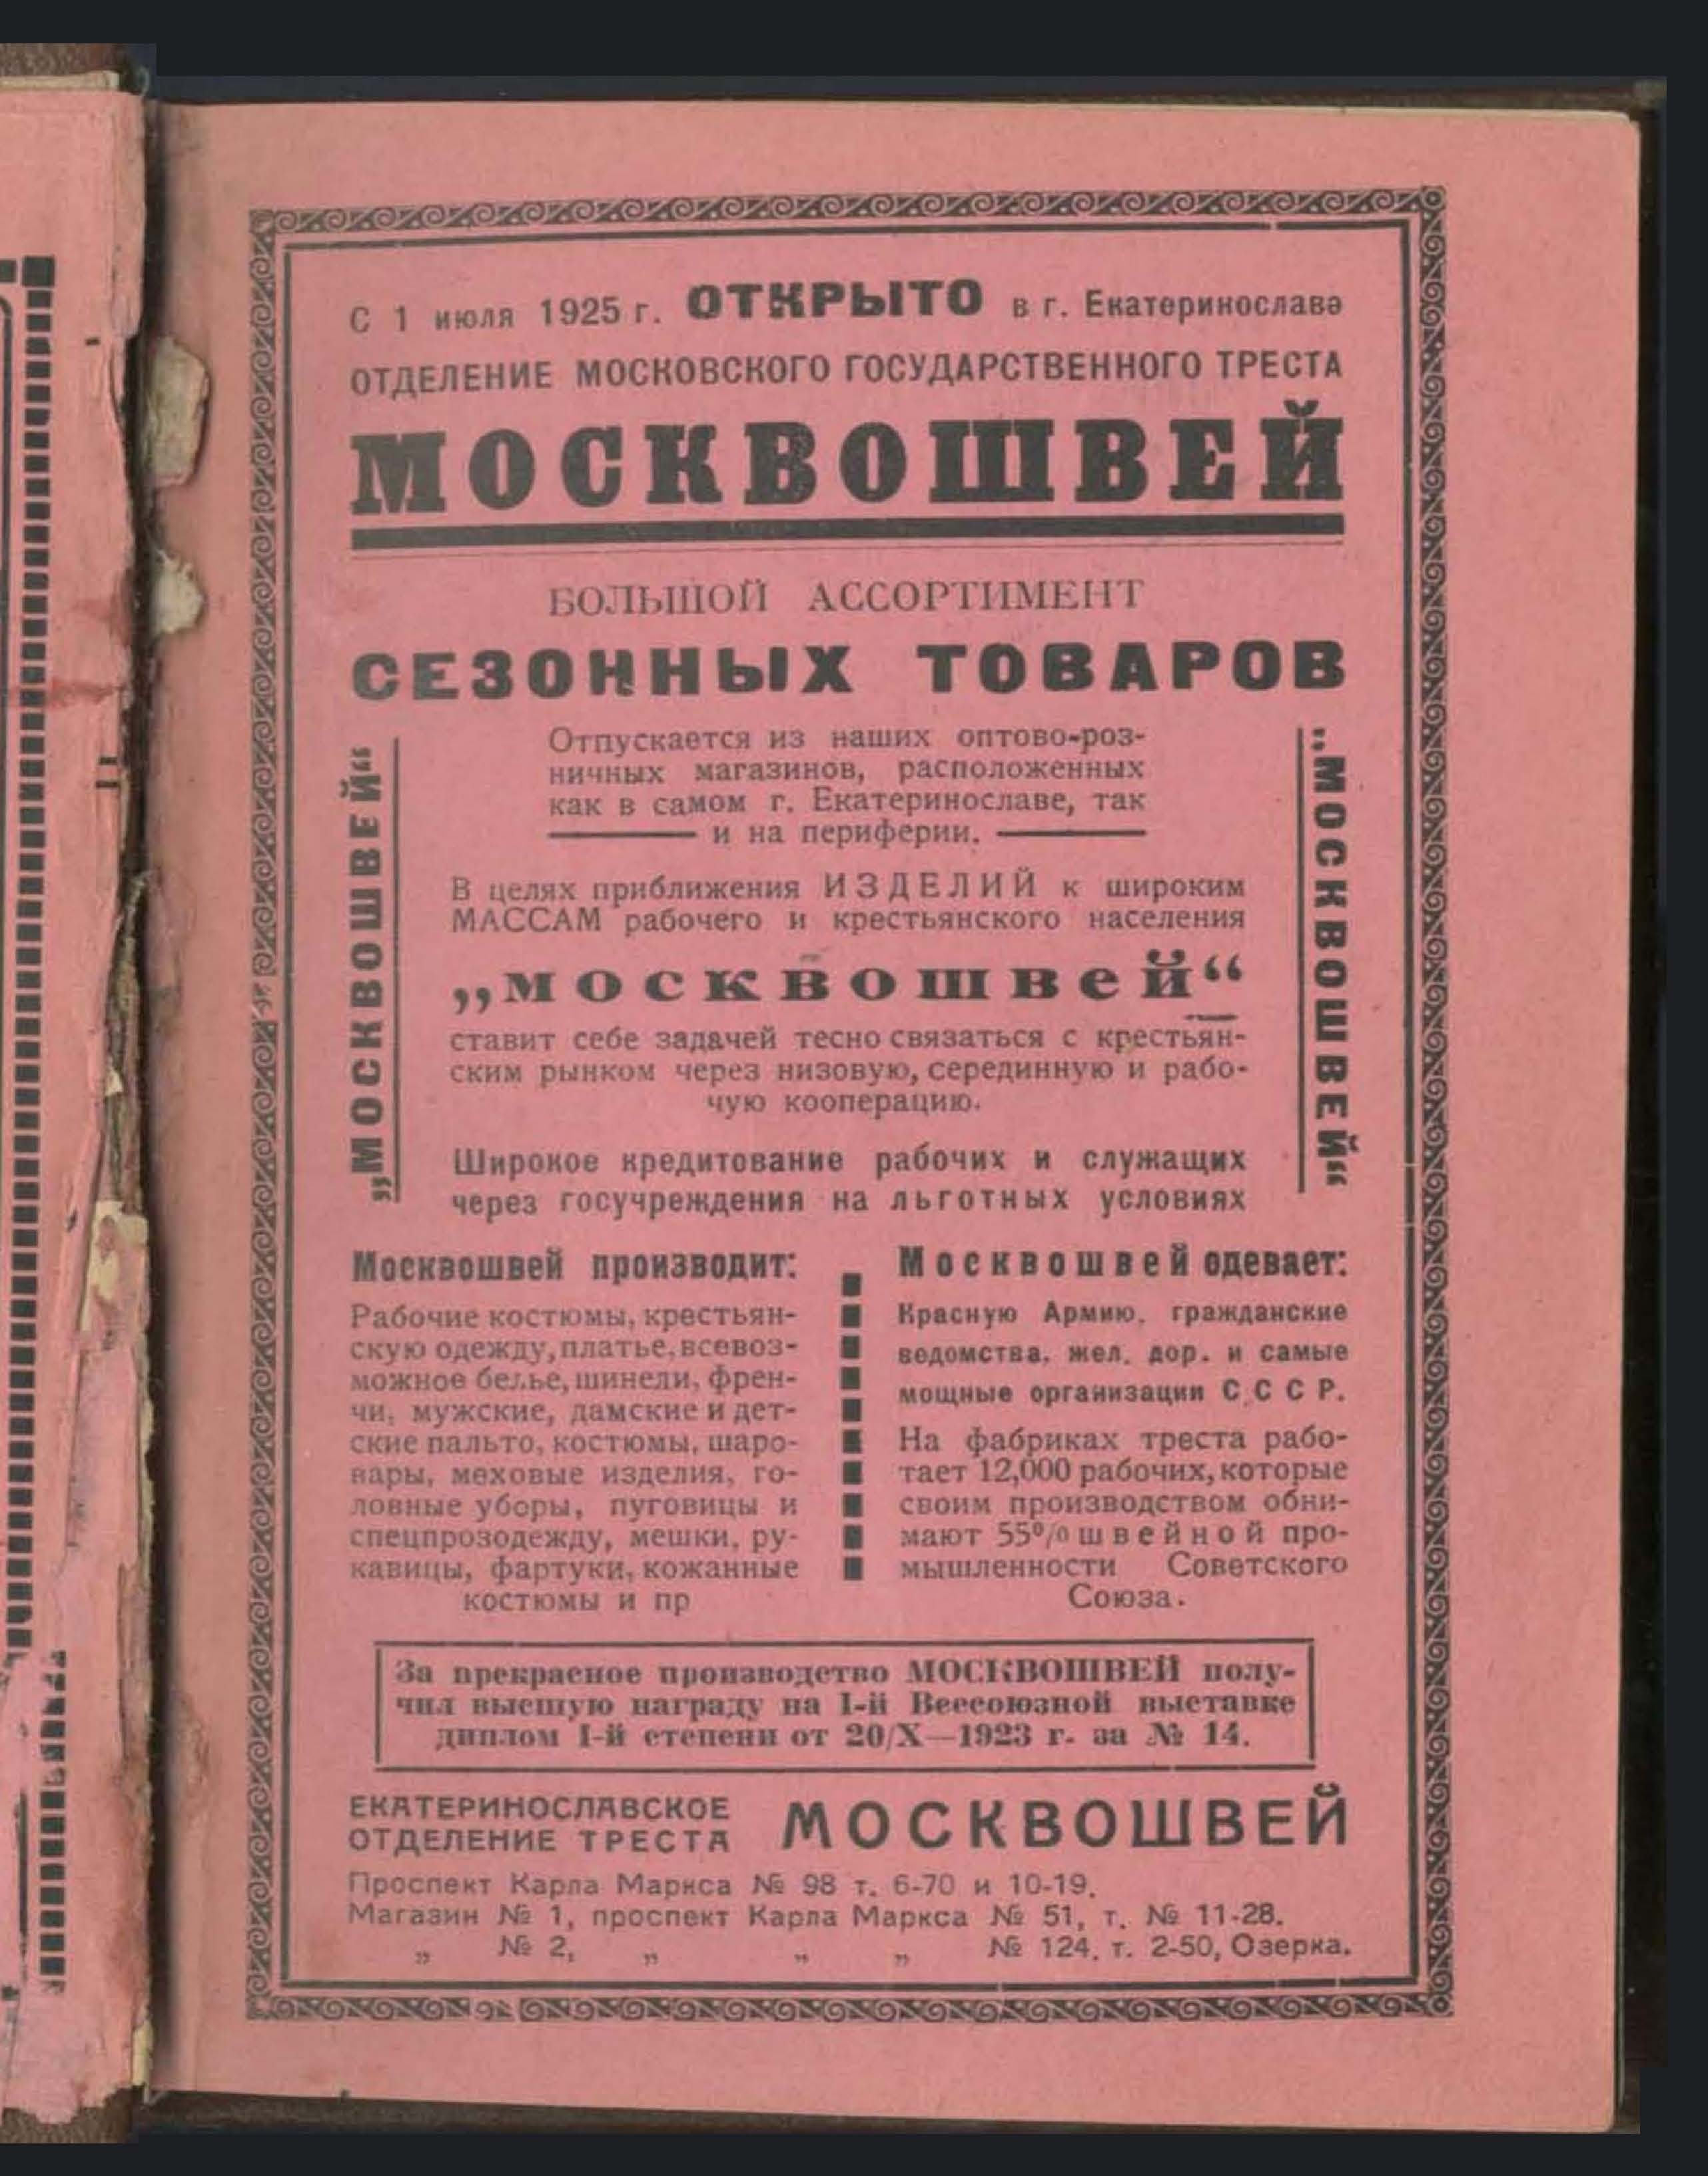 С 1 июля 1925 г. ОТКРЫТО в г. Екатеринославе
ОТДЕЛЕНИЕ МОСКОВСКОГО ГОСУДАРСТВЕННОГО ТРЕСТА
МОСКВОШВЕЙ
БОЛЬШОЙ АССОРТИМЕНТ
СЕЗОННЫХ ТОВАРОВ
„МОСКВОШВЕЙ“
Отпускается из наших оптово-роз-
ничных магазинов, расположенных
как в самом г. Екатеринославе, так
и на периферии.
В целях приближения ИЗДЕЛИЙ к широким
МАССАМ рабочего и крестьянского населения
„москвошвей“
ставит себе задачей тесно связаться с крестьян-
ским рынком через низовую, серединную и рабо-
чую кооперацию.
Широкое кредитование рабочих и служащих
через госучреждения на льготных условиях
„МОСКВОШВЕЙ“
Москвошвей производит:
Рабочие костюмы, крестьян-
скую одежду, платье, всевоз-
можное белье, шинели, френ-
чи, мужские, дамские и дет-
ские пальто, костюмы, шаро-
вары, меховые изделия, го-
ловные уборы, пуговицы и
спецпрозодежду, мешки, ру-
кавицы, фартуки, кожанные
костюмы и пр
Москвошвей одевает:
Красную Армию, гражданские
ведомства, жел. дор. и самые
мощные организации С С С Р.
На фабриках треста рабо-
тает 12,000 рабочих, которые
своим производством обни-
мают 55% швейной про-
мышленности Советского
Союза.
За прекрасное производство МОСКВОШВЕЙ полу-
чил высшую награду на I-й Всесоюзной выставке
диплом I-й степени от 20/X—1923 г. за № 14.
ЕКАТЕРИНОСЛАВСКОЕ
ОТДЕЛЕНИЕ ТРЕСТА
МОСКВОШВЕЙ
Проспект Карла Маркса № 98 т. 6-70 и 10-19.
Магазин № 1, проспект Карла Маркса № 51, т. № 11-28.
„ № 2, „ „ „ № 124, т. 2-50, Озерка.